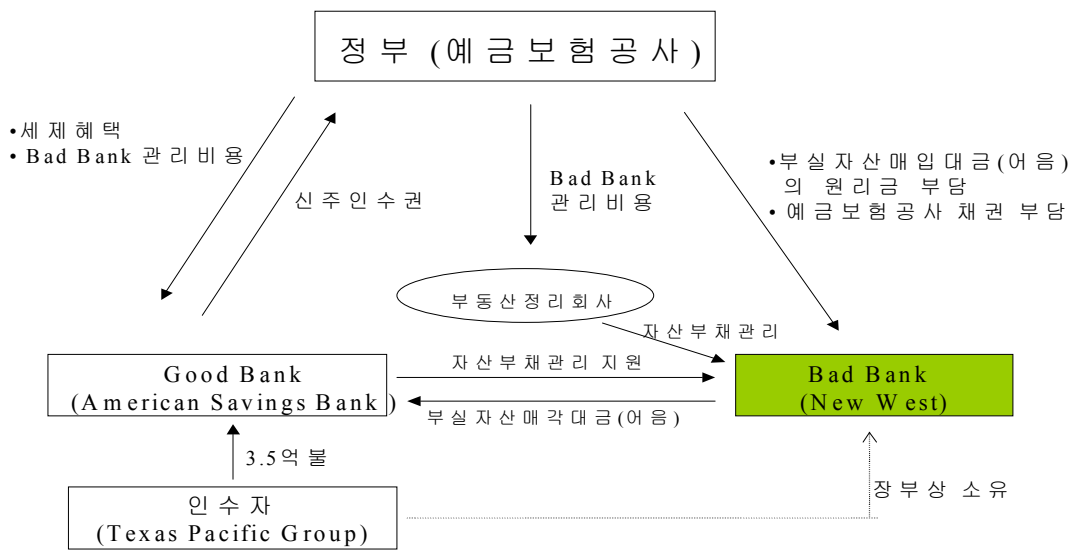 정부 (예금보험공사)
•세제혜택
• Bad Bank 관리비용
신주인수권
Bad Bank
관리비용
•부실자산매입대금(어음)
의 원리금 부담
• 예금보험공사 채권 부담
부동산정리회사
자산부채관리
Good Bank
(American Savings Bank)
자산부채관리 지원
부실자산매각대금(어음)
Bad Bank
(New West)
3.5억불
장부상 소유
인수자
(Texas Pacific Group)